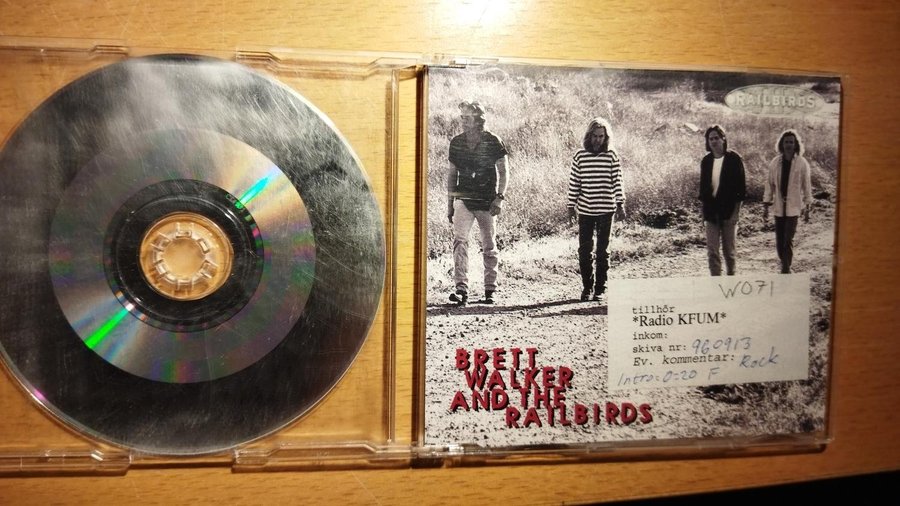 RAILBIRDS
W071
tillhör
*Radio KFUM*
inkom:
skiva nr: 960913
Ev. kommentar: Rock
Intro: 0-20 F
BRETT
WALKER
AND THE
RAILBIRDS